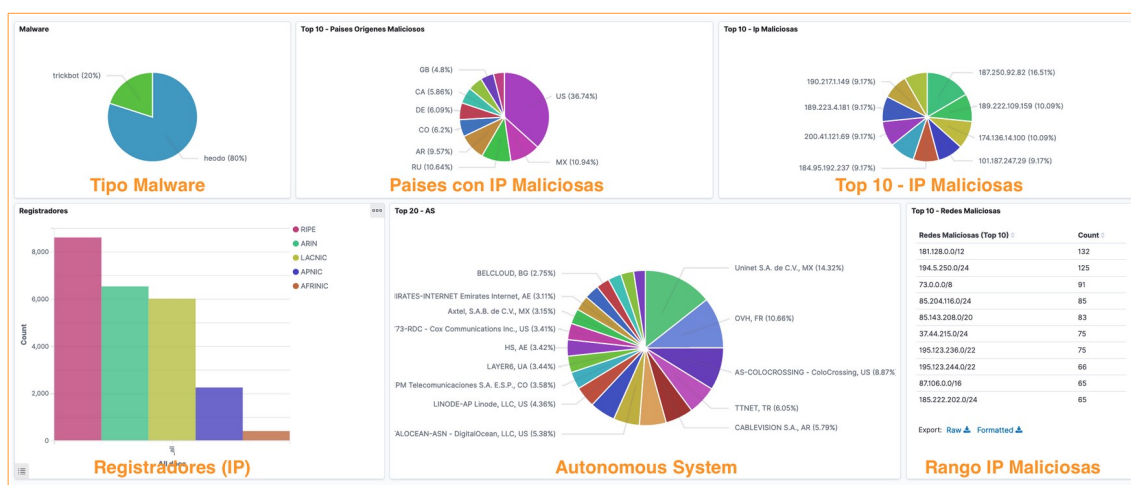 Malware
trickbot (20%)
heodo (80%)
Tipo Malware
Top 10 - Paises Origenes Maliciosos
GB (4.8%)
CA (5.86%)
DE (6.09%)
CO (6.2%)
AR (9.57%)
RU (10.64%)
US (36.74%)
MX (10.94%)
Paises con IP Maliciosas
Top 10 - Ip Maliciosas
190.217.1.149 (9.17%)
189.223.4.181 (9.17%)
200.41.121.69 (9.17%)
184.95.192.237 (9.17%)
187.250.92.82 (16.51%)
189.222.109.159 (10.09%)
174.136.14.100 (10.09%)
101.187.247.29 (9.17%)
Top 10 - IP Maliciosas
Registradores
8,000
6,000
4,000
2,000
0
Count
RIPE
ARIN
LACNIC
APNIC
AFRINIC
_all
Registradores (IP)
Top 20 - AS
BELCLOUD, BG (2.75%)
IRATES-INTERNET Emirates Internet, AE (3.11%)
Axtel, S.A.B. de C.V., MX (3.15%)
73-RDC - Cox Communications Inc., US (3.41%)
HS, AE (3.42%)
LAYER6, UA (3.44%)
PM Telecomunicaciones S.A. E.S.P., CO (3.58%)
LINODE-AP Linode, LLC, US (4.36%)
ALOCEAN-ASN - DigitalOcean, LLC, US (5.38%)
Uninet S.A. de C.V., MX (14.32%)
OVH, FR (10.66%)
AS-COLOCROSSING - ColoCrossing, US (8.87%
TTNET, TR (6.05%)
CABLEVISION S.A., AR (5.79%)
Autonomous System
Top 10 - Redes Maliciosas
Redes Maliciosas (Top 10) Count
181.128.0.0/12 132
194.5.250.0/24 125
73.0.0.0/8 91
85.204.116.0/24 85
85.143.208.0/20 83
37.44.215.0/24 75
195.123.236.0/22 75
195.123.244.0/22 66
87.106.0.0/16 65
185.222.202.0/24 65
Export: Raw Formatted
Rango IP Maliciosas